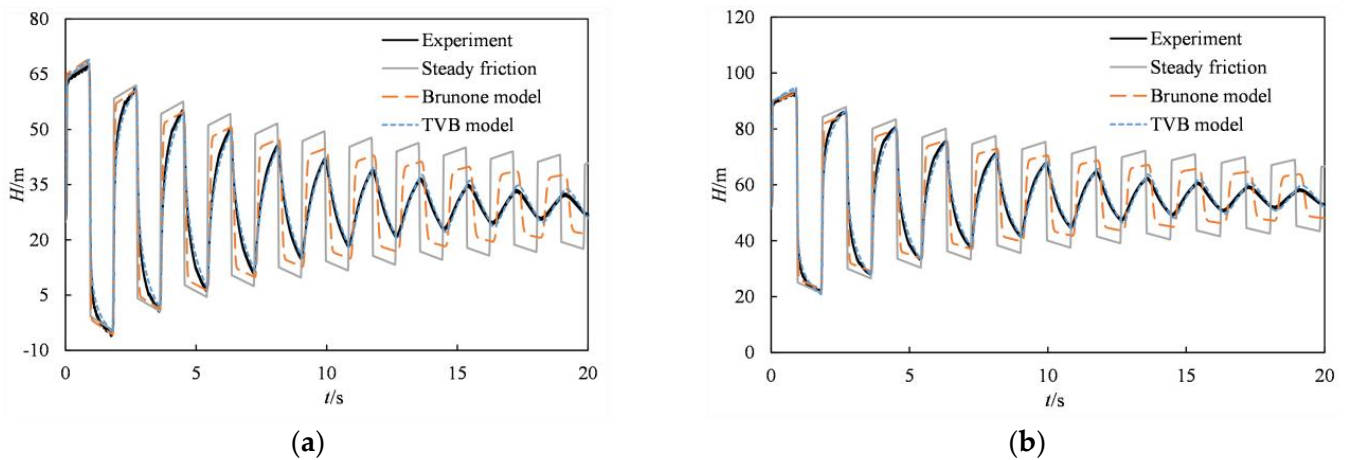 80
65
50
35
20
5
-10
H/m
Experiment
Steady friction
Brunone model
TVB model
0 5 10 15 20
t/s
(a)
120
100
80
60
40
20
0
H/m
Experiment
Steady friction
Brunone model
TVB model
0 5 10 15 20
t/s
(b)